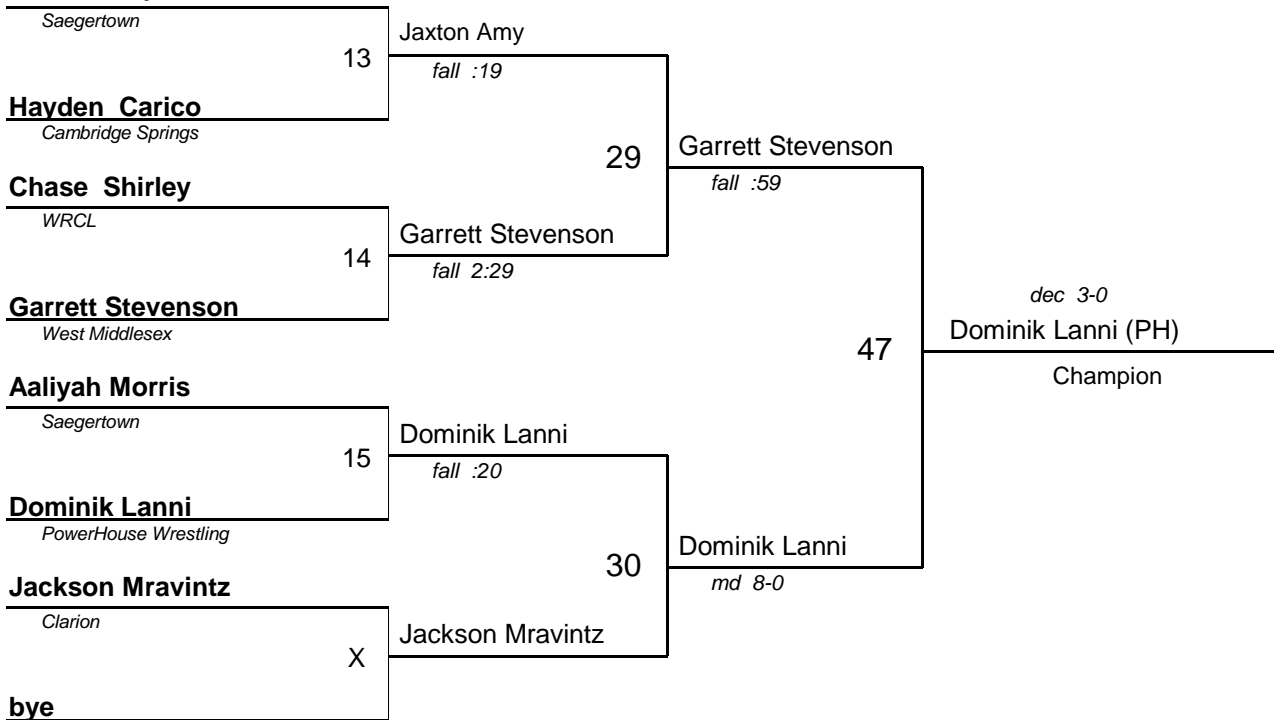 Saegertown
Jaxton Amy
13
fall :19
Hayden Carico
Cambridge Springs
29
Garrett Stevenson
fall :59
Chase Shirley
WRCL
Garrett Stevenson
14
fall 2:29
Garrett Stevenson
West Middlesex
dec 3-0
Dominik Lanni (PH)
47
Champion
Aaliyah Morris
Saegertown
Dominik Lanni
15
fall :20
Dominik Lanni
PowerHouse Wrestling
30
Dominik Lanni
md 8-0
Jackson Mravintz
Clarion
Jackson Mravintz
X
bye